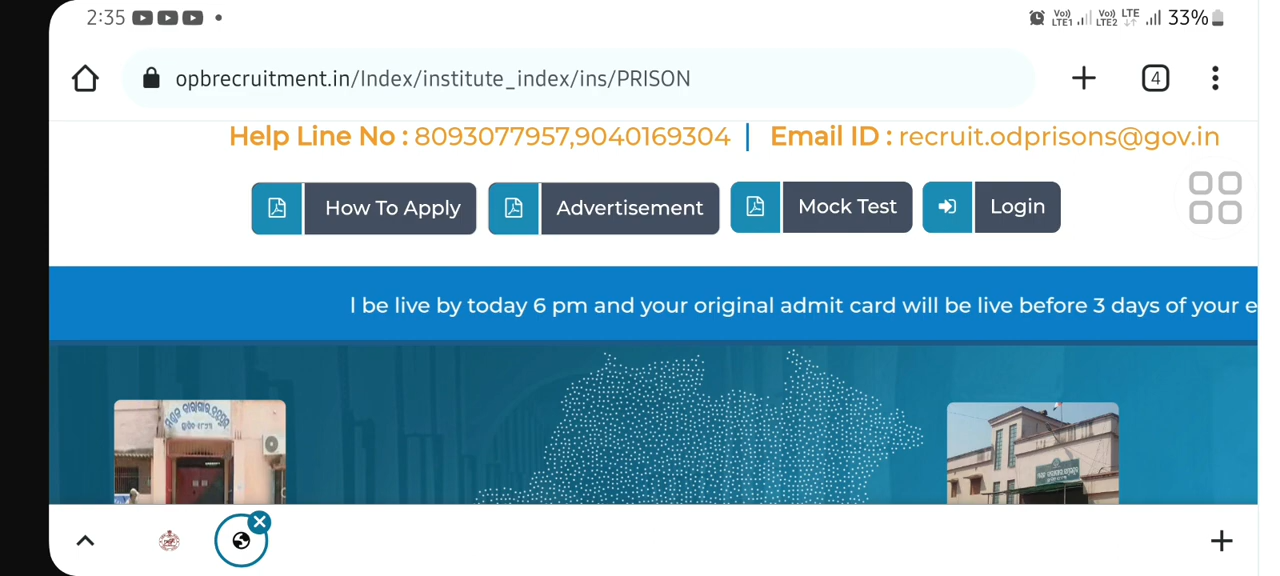 2:35
Vo)) LTE1 Vo)) LTE2 LTE 33%
opbrecruitment.in/Index/institute_index/ins/PRISON
4
Help Line No : 8093077957,9040169304 | Email ID : recruit.odprisons@gov.in
How To Apply Advertisement Mock Test Login
l be live by today 6 pm and your original admit card will be live before 3 days of your e